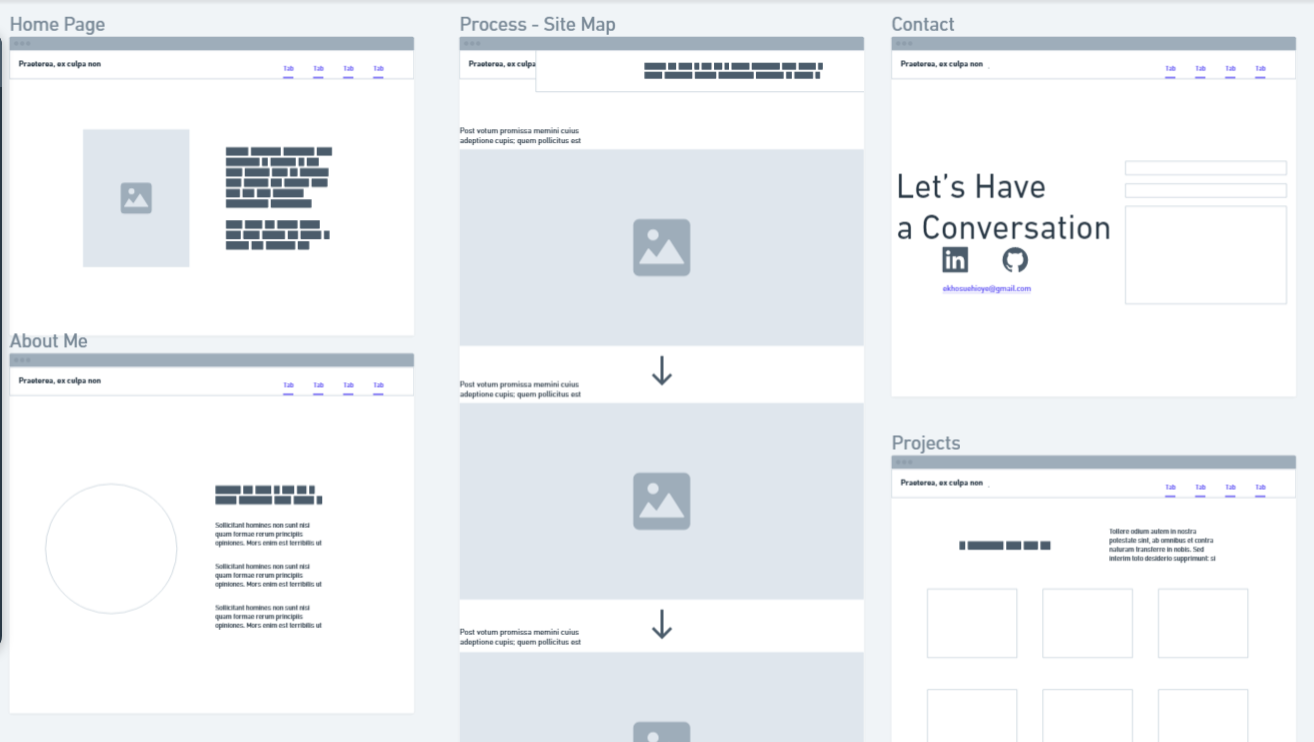 Home Page
Praeterea, ex culpa non
Tab Tab Tab Tab
About Me
Praeterea, ex culpa non
Tab Tab Tab Tab
Sollicitant homines non sunt nisi
quam formae rerum principiis
opiniones. Mors enim est terribilis ut
Sollicitant homines non sunt nisi
quam formae rerum principiis
opiniones. Mors enim est terribilis ut
Sollicitant homines non sunt nisi
quam formae rerum principiis
opiniones. Mors enim est terribilis ut
Process - Site Map
Praeterea, ex culpa
Post votum promissa memini cuius
adeptione cupis; quem pollicitus est
Post votum promissa memini cuius
adeptione cupis; quem pollicitus est
Post votum promissa memini cuius
adeptione cupis; quem pollicitus est
Contact
Praeterea, ex culpa non
Tab Tab Tab Tab
Let's Have
a Conversation
in
ekhosuehioye@gmail.com
Projects
Praeterea, ex culpa non
Tab Tab Tab Tab
Tollere odium autem in nostra
potestate sint, ab omnibus et contra
naturam transferre in nobis. Sed
interim toto desiderio supprimunt: si